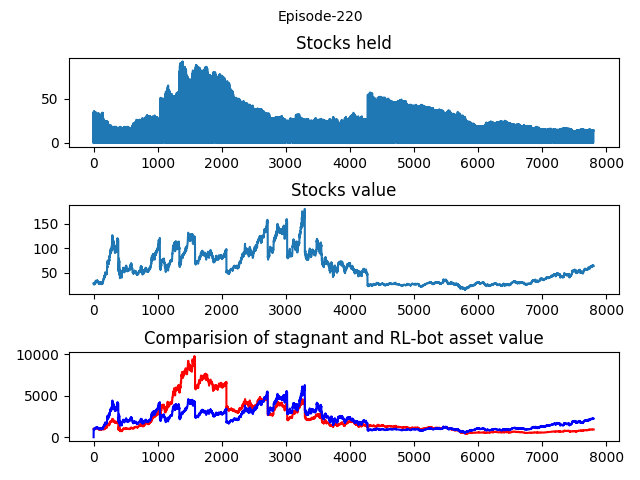 Episode-220
Stocks held
50
0
0 1000 2000 3000 4000 5000 6000 7000 8000
Stocks value
150
100
50
0 1000 2000 3000 4000 5000 6000 7000 8000
Comparision of stagnant and RL-bot asset value
10000
5000
0
0 1000 2000 3000 4000 5000 6000 7000 8000